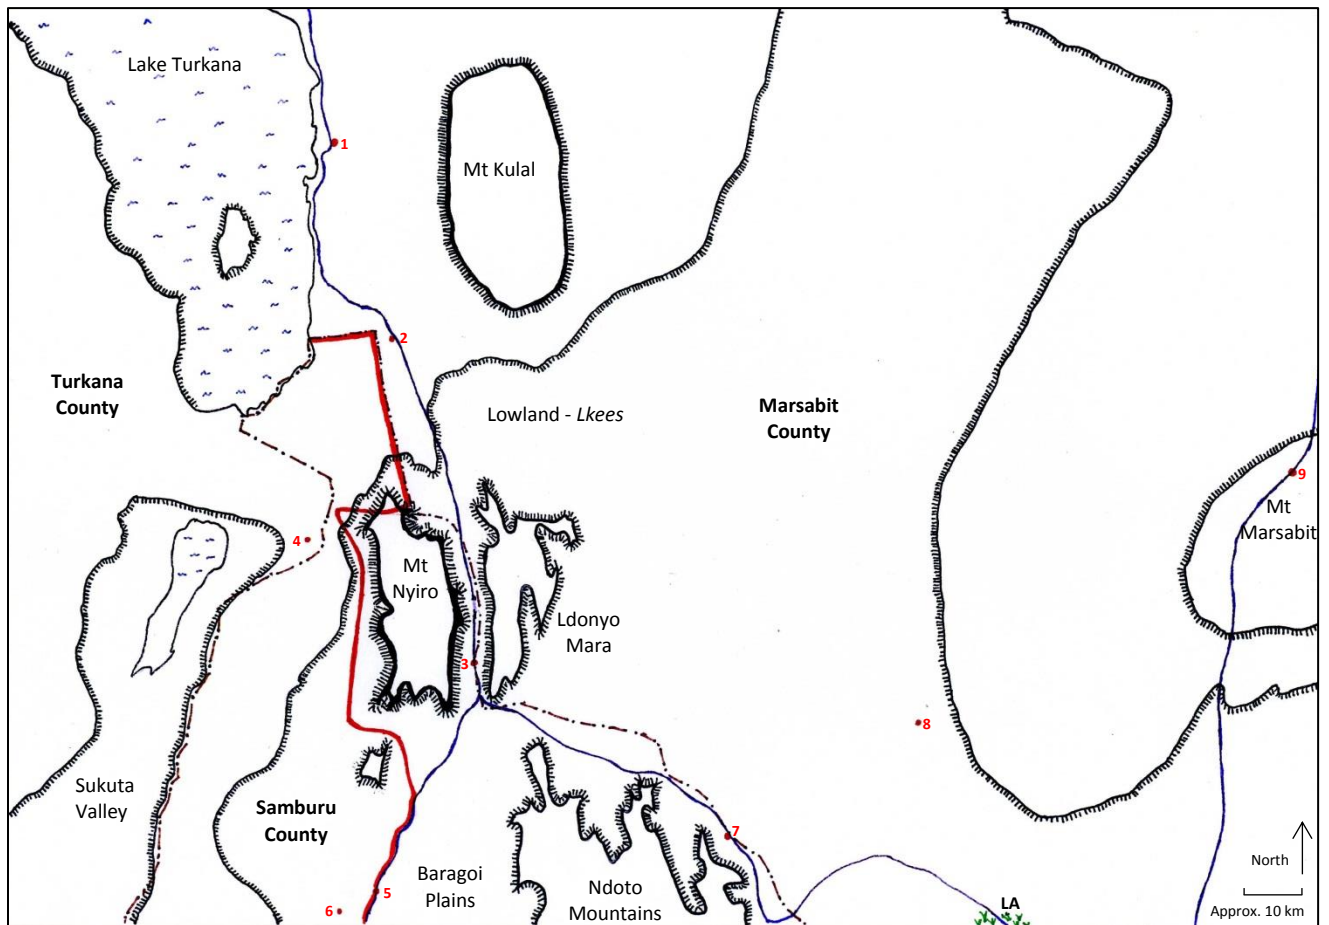 Lake Turkana
1
Mt Kulal
2
Turkana
County
Lowland - Lkees
Marsabit
County
9
Mt
Marsabit
4
Mt
Nyiro
Ldonyo
Mara
3
8
Sukuta
Valley
Samburu
County
7
North
Baragoi
Plains
5
6
Ndoto
Mountains
LA
Approx. 10 km